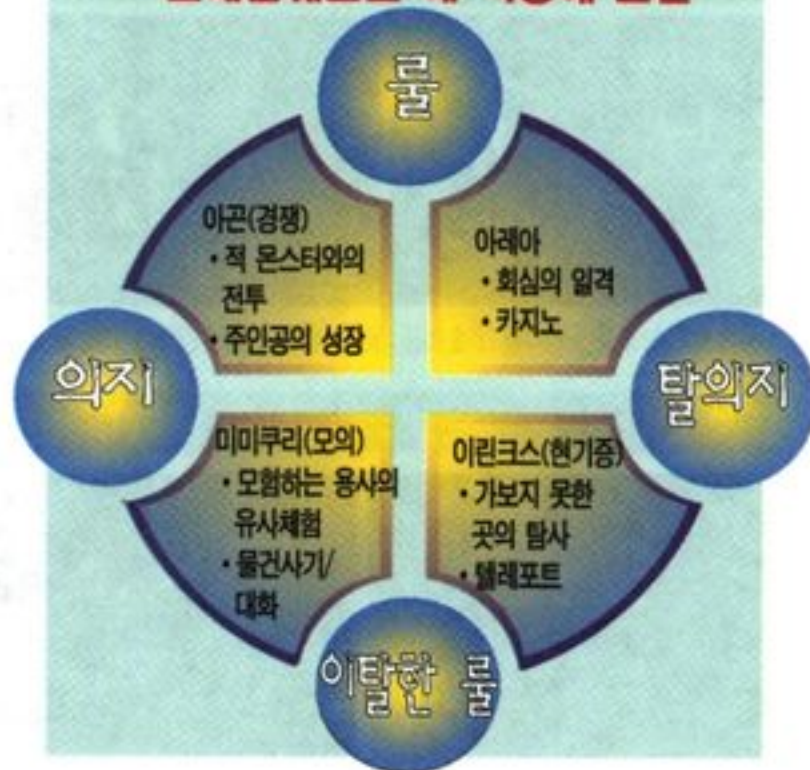 룰
아곤(경쟁)
• 적 몬스터와의
전투
• 주인공의 성장
아레아
• 회심의 일격
• 카지노
의지
탈의지
미미쿠리(모의)
• 모험하는 용사의
유사체험
• 물건사기/
대화
이린크스(현기증)
• 가보지 못한
곳의 탐사
• 텔레포트
이탈한 룰